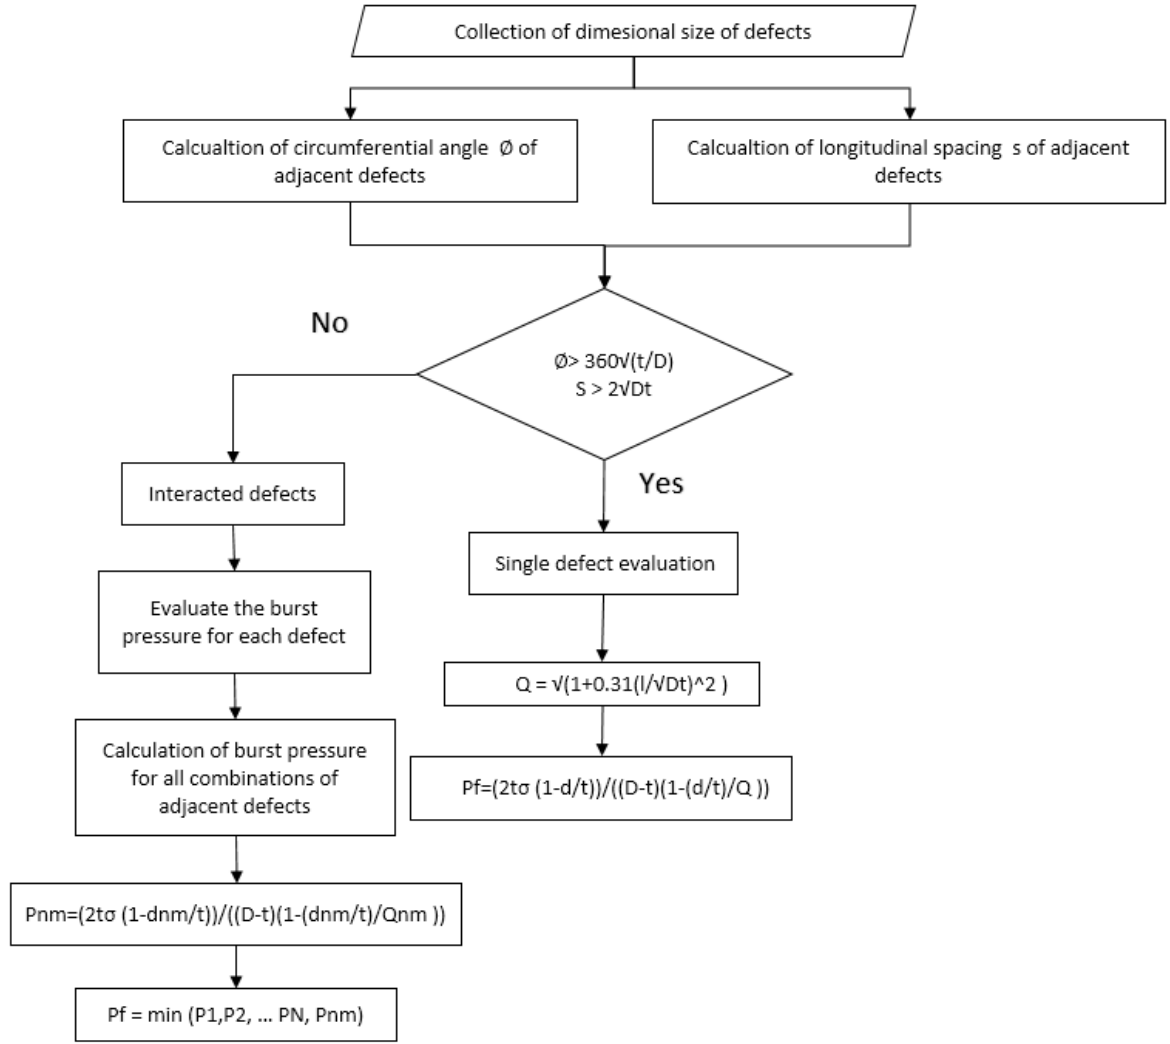 Collection of dimesional size of defects
Calcualtion of circumferential angle Ø of
adjacent defects
Calcualtion of longitudinal spacing s of adjacent
defects
No
Ø> 360√(t/D)
S > 2√Dt
Yes
Interacted defects
Single defect evaluation
Evaluate the burst
pressure for each defect
Q = √(1+0.31(l/√Dt)^2 )
Calculation of burst pressure
for all combinations of
adjacent defects
Pf=(2tσ (1-d/t))/((D-t)(1-(d/t)/Q ))
Pnm=(2tσ (1-dnm/t))/((D-t)(1-(dnm/t)/Qnm ))
Pf = min (P1,P2, ... PN, Pnm)